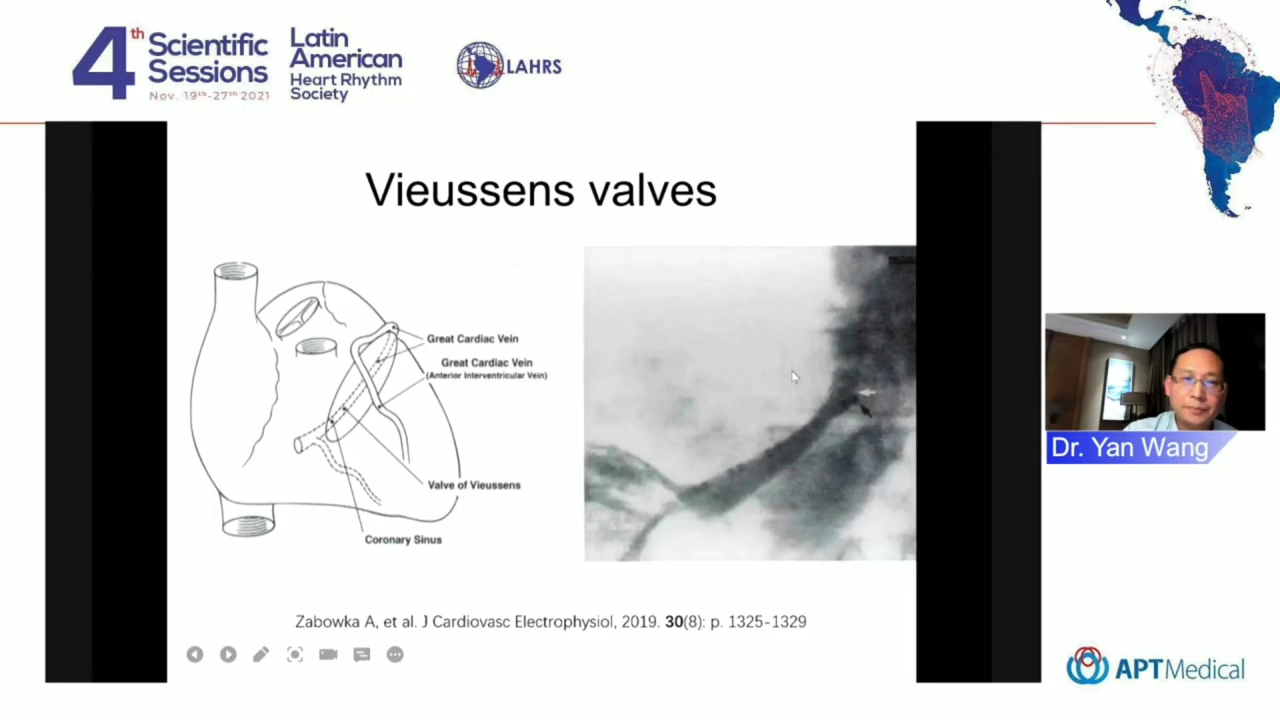 4th Scientific Sessions
Nov. 19th-27th 2021
Latin American Heart Rhythm Society
LAHRS
Vieussens valves
Great Cardiac Vein
Great Cardiac Vein
(Anterior Interventricular Vein)
Valve of Vieussens
Coronary Sinus
Dr. Yan Wang
Zabowka A, et al. J Cardiovasc Electrophysiol, 2019. 30(8): p. 1325-1329
APT Medical